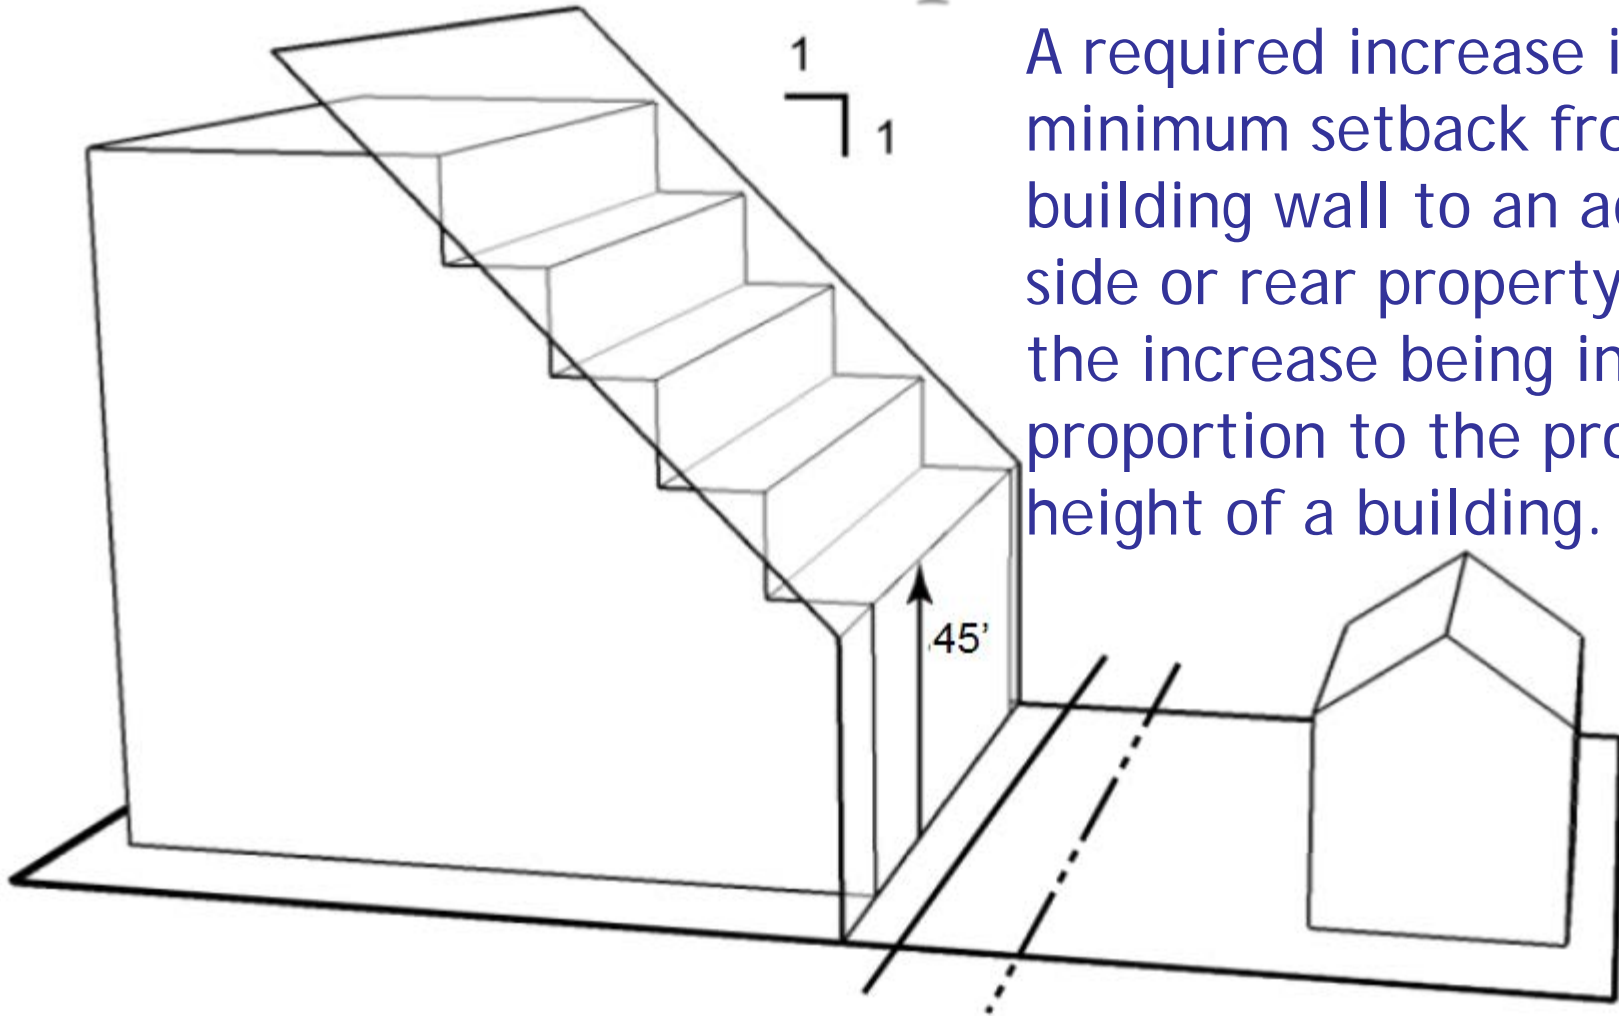 A required increase i
minimum setback fro
building wall to an a
side or rear property
the increase being in
proportion to the pro
height of a building.
1
1
45’